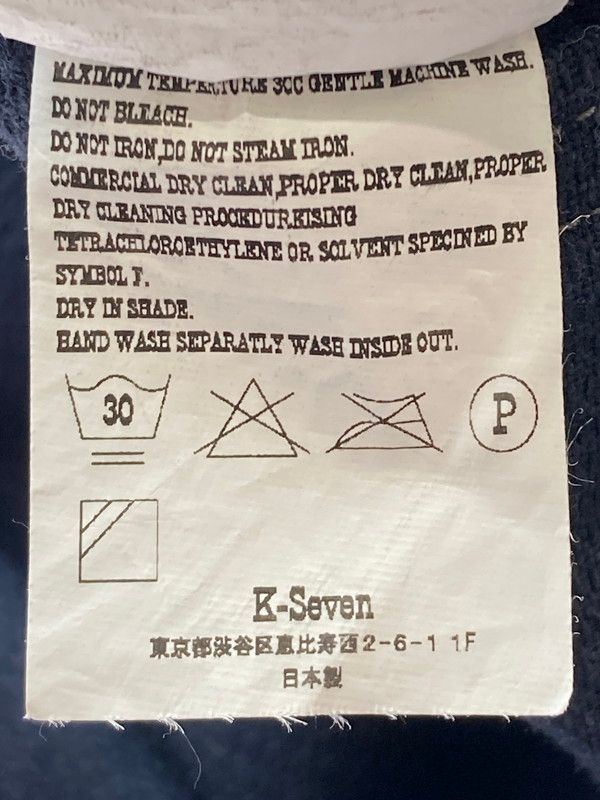 MAXIMUM TEMPERTURE 30C GENTLE MACHINE WASH.
DO NOT BLEACH.
DO NOT IRON,DO NOT STEAM IRON.
COMMERCIAL DRY CLEAN,PROPER DRY CLEAN,PROPER
DRY CLEANING PROCKDUREISING
TETRACHLOROETHYLENE OR SOLVENT SPECINED BY
SYMBOL F.
DRY IN SHADE.
HAND WASH SEPARATLY WASH INSIDE OUT.
30
P
K-Seven
東京都渋谷区恵比寿西2-6-1 1F
日本製